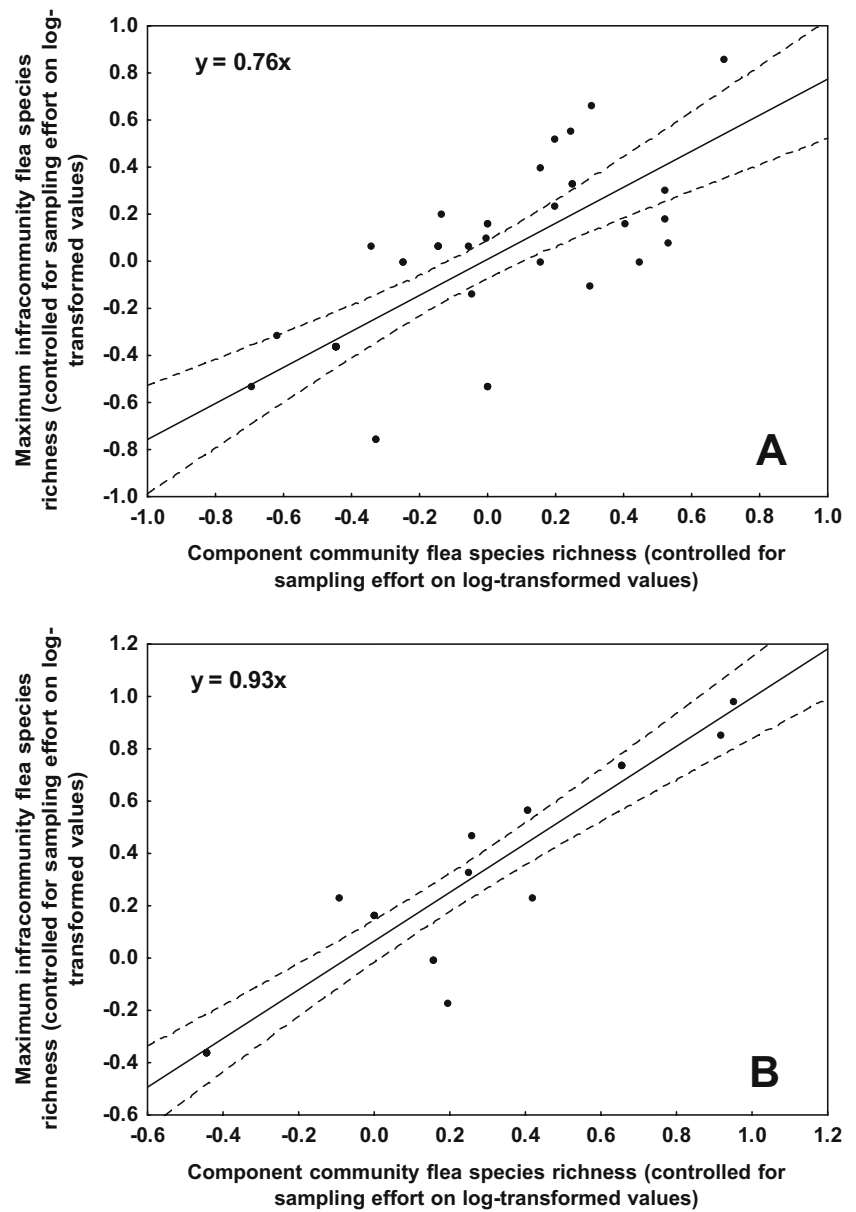 Maximum infracommunity flea species
richness (controlled for sampling effort on log-
transformed values)
1.0
0.8
0.6
0.4
0.2
0.0
-0.2
-0.4
-0.6
-0.8
-1.0
y = 0.76x
A
-1.0 -0.8 -0.6 -0.4 -0.2 0.0 0.2 0.4 0.6 0.8 1.0
Component community flea species richness (controlled for
sampling effort on log-transformed values)
Maximum infracommunity flea species
richness (controlled for sampling effort on log-
transformed values)
1.2
1.0
0.8
0.6
0.4
0.2
0.0
-0.2
-0.4
-0.6
y = 0.93x
B
-0.6 -0.4 -0.2 0.0 0.2 0.4 0.6 0.8 1.0 1.2
Component community flea species richness (controlled for
sampling effort on log-transformed values)